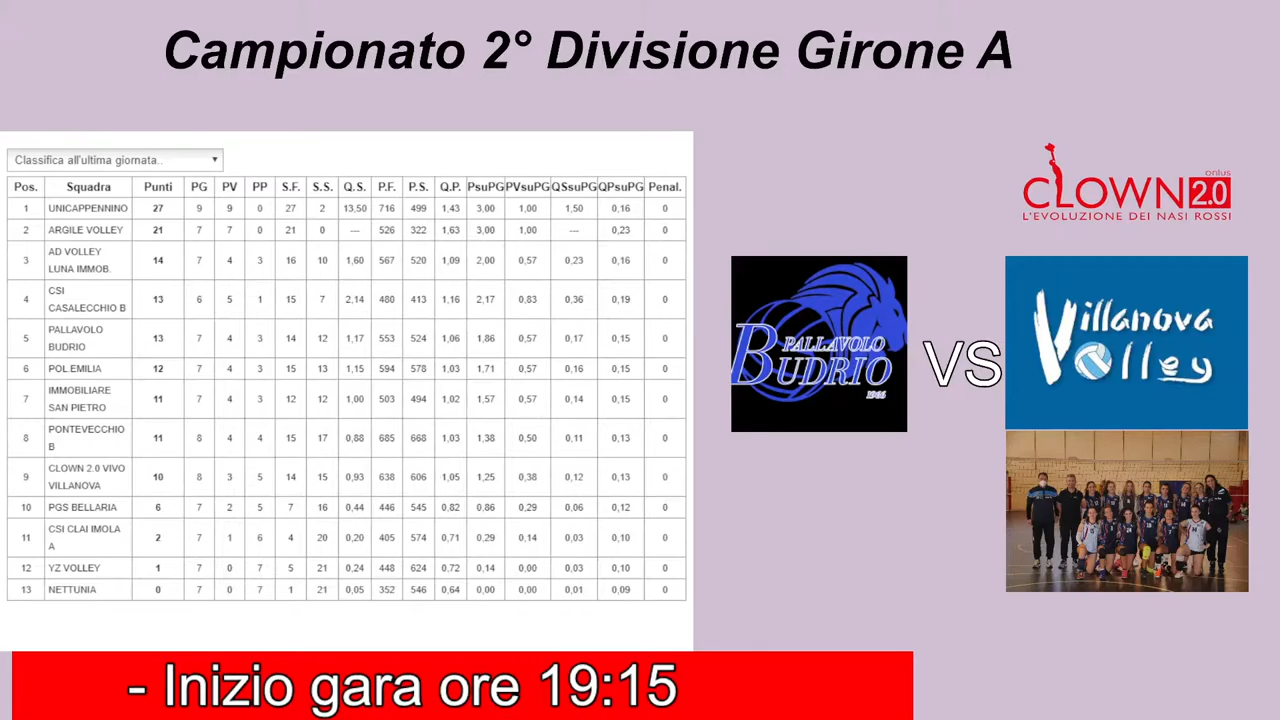 Campionato 2° Divisione Girone A
Classifica all'ultima giornata..
Pos. Squadra Punti PG PV PP S.F. S.S. Q.S. P.F. P.S. Q.P. PsuPG PVsuPG QSsuPG QPsuPG Penal.
1 UNICAPPENNINO 27 9 9 0 27 2 13,50 716 499 1,43 3,00 1,00 1,50 0,16 0
2 ARGILE VOLLEY 21 7 7 0 21 0 --- 526 322 1,63 3,00 1,00 --- 0,23 0
3 AD VOLLEY LUNA IMMOB. 14 7 4 3 16 10 1,60 567 520 1,09 2,00 0,57 0,23 0,16 0
4 CSI CASALECCHIO B 13 6 5 1 15 7 2,14 480 413 1,16 2,17 0,83 0,36 0,19 0
5 PALLAVOLO BUDRIO 13 7 4 3 14 12 1,17 553 524 1,06 1,86 0,57 0,17 0,15 0
6 POL.EMILIA 12 7 4 3 15 13 1,15 594 578 1,03 1,71 0,57 0,16 0,15 0
7 IMMOBILIARE SAN PIETRO 11 7 4 3 12 12 1,00 503 494 1,02 1,57 0,57 0,14 0,15 0
8 PONTEVECCHIO B 11 8 4 4 15 17 0,88 685 668 1,03 1,38 0,50 0,11 0,13 0
9 CLOWN 2.0 VIVO VILLANOVA 10 8 3 5 14 15 0,93 638 606 1,05 1,25 0,38 0,12 0,13 0
10 PGS BELLARIA 6 7 2 5 7 16 0,44 446 545 0,82 0,86 0,29 0,06 0,12 0
11 CSI CLAI IMOLA A 2 7 1 6 4 20 0,20 405 574 0,71 0,29 0,14 0,03 0,10 0
12 YZ VOLLEY 1 7 0 7 5 21 0,24 448 624 0,72 0,14 0,00 0,03 0,10 0
13 NETTUNIA 0 7 0 7 1 21 0,05 352 546 0,64 0,00 0,00 0,01 0,09 0
onlus
CLOWN 2.0
L'EVOLUZIONE DEI NASI ROSSI
PALLAVOLO
BUDRIO
1966
VS
Villanova
Volley
- Inizio gara ore 19:15